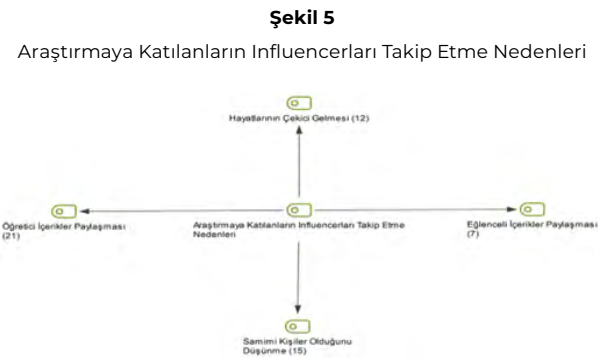 Şekil 5
Araştırmaya Katılanların Influencerları Takip Etme Nedenleri
Hayatlarının Çekici Gelmesi (12)
Öğretici İçerikler Paylaşması
(21)
Araştırmaya Katılanların Influencerları Takip Etme
Nedenleri
Eğlenceli İçerikler Paylaşması
(7)
Samimi Kişiler Olduğunu
Düşünme (15)